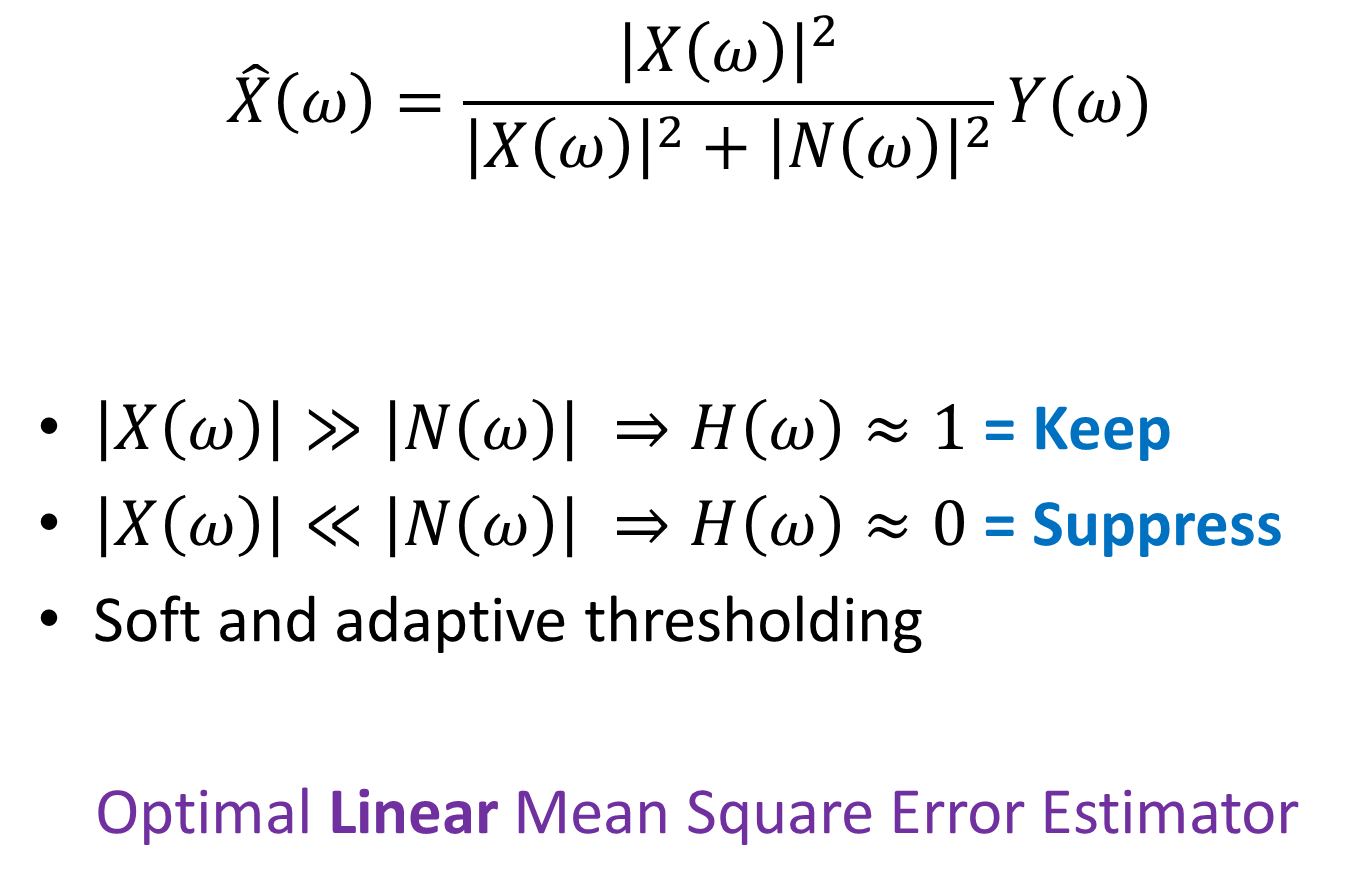 X̂(ω) = |X(ω)|² / (|X(ω)|² + |N(ω)|²) Y(ω)
• |X(ω)| ≫ |N(ω)| ⇒ H(ω) ≈ 1 = Keep
• |X(ω)| ≪ |N(ω)| ⇒ H(ω) ≈ 0 = Suppress
• Soft and adaptive thresholding
Optimal Linear Mean Square Error Estimator